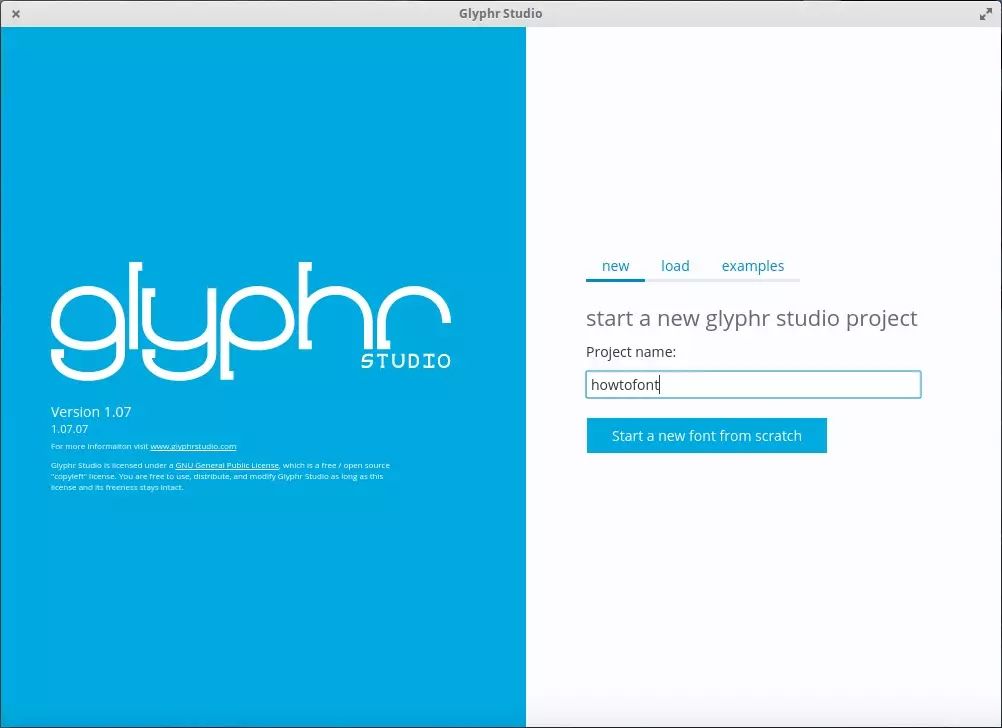 Glyphr Studio
glyphr
STUDIO
Version 1.07
1.07.07
For more informaiton visit www.glyphrstudio.com
Glyphr Studio is licensed under a GNU General Public License, which is a free / open source
"copyleft" license. You are free to use, distribute, and modify Glyphr Studio as long as this
license and its freeness stays intact.
new load examples
start a new glyphr studio project
Project name:
howtofont
Start a new font from scratch